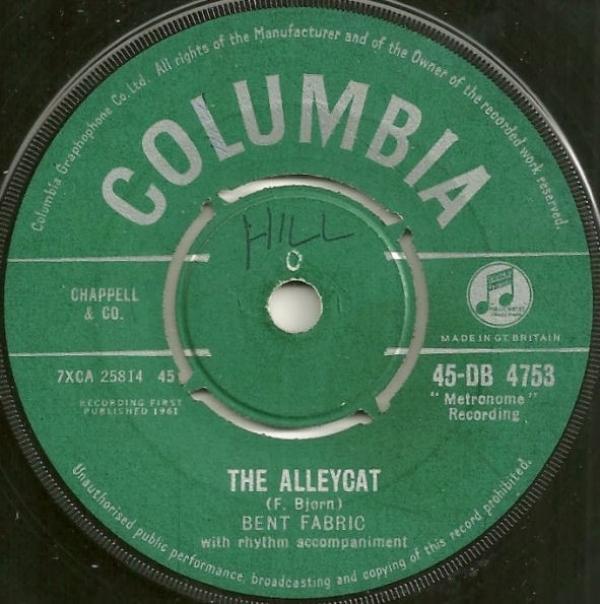 Columbia Graphophone Co. Ltd. All rights of the Manufacturer and of the Owner of the recorded work reserved.
COLUMBIA
HILL
O
CHAPPELL
& CO.
MADE IN GT. BRITAIN
7XCA 25814 45
RECORDING FIRST
PUBLISHED 1961
45-DB 4753
"Metronome"
Recording
THE ALLEYCAT
(F. Bjørn)
BENT FABRIC
with rhythm accompaniment
Unauthorised public performance, broadcasting and copying of this record prohibited.